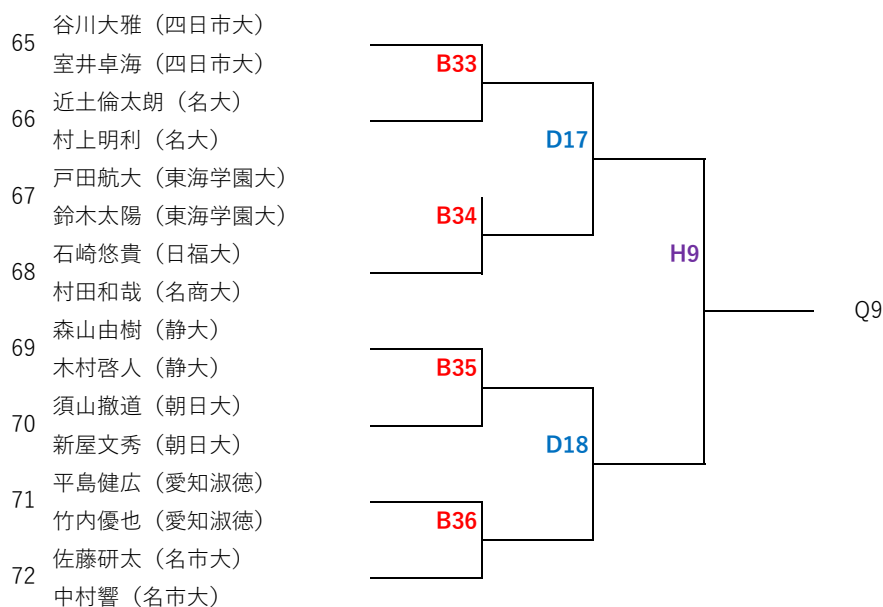 65
谷川大雅（四日市大）
室井卓海（四日市大）
B33
66
近土倫太朗（名大）
村上明利（名大）
D17
67
戸田航大（東海学園大）
鈴木太陽（東海学園大）
B34
68
石崎悠貴（日福大）
村田和哉（名商大）
H9
Q9
69
森山由樹（静大）
木村啓人（静大）
B35
70
須山撤道（朝日大）
新屋文秀（朝日大）
D18
71
平島健広（愛知淑徳）
竹内優也（愛知淑徳）
B36
72
佐藤研太（名市大）
中村響（名市大）